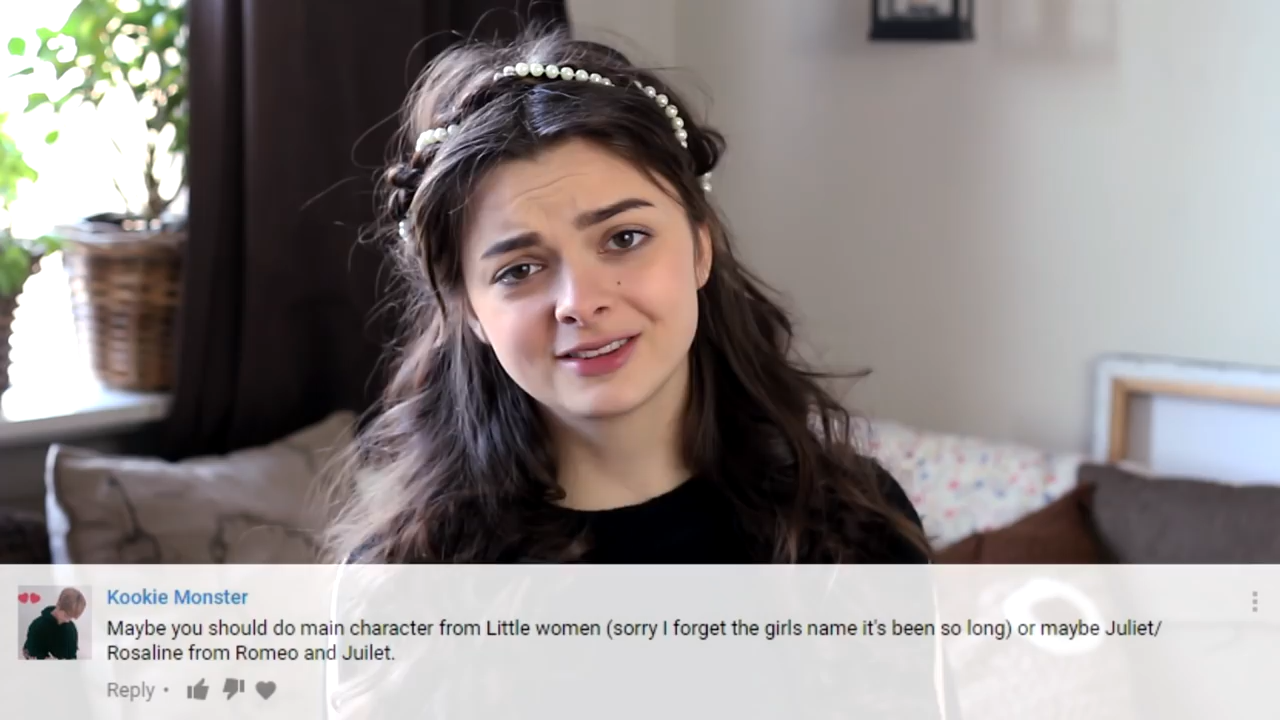 Kookie Monster
Maybe you should do main character from Little women (sorry I forget the girls name it's been so long) or maybe Juliet/
Rosaline from Romeo and Juilet.
Reply